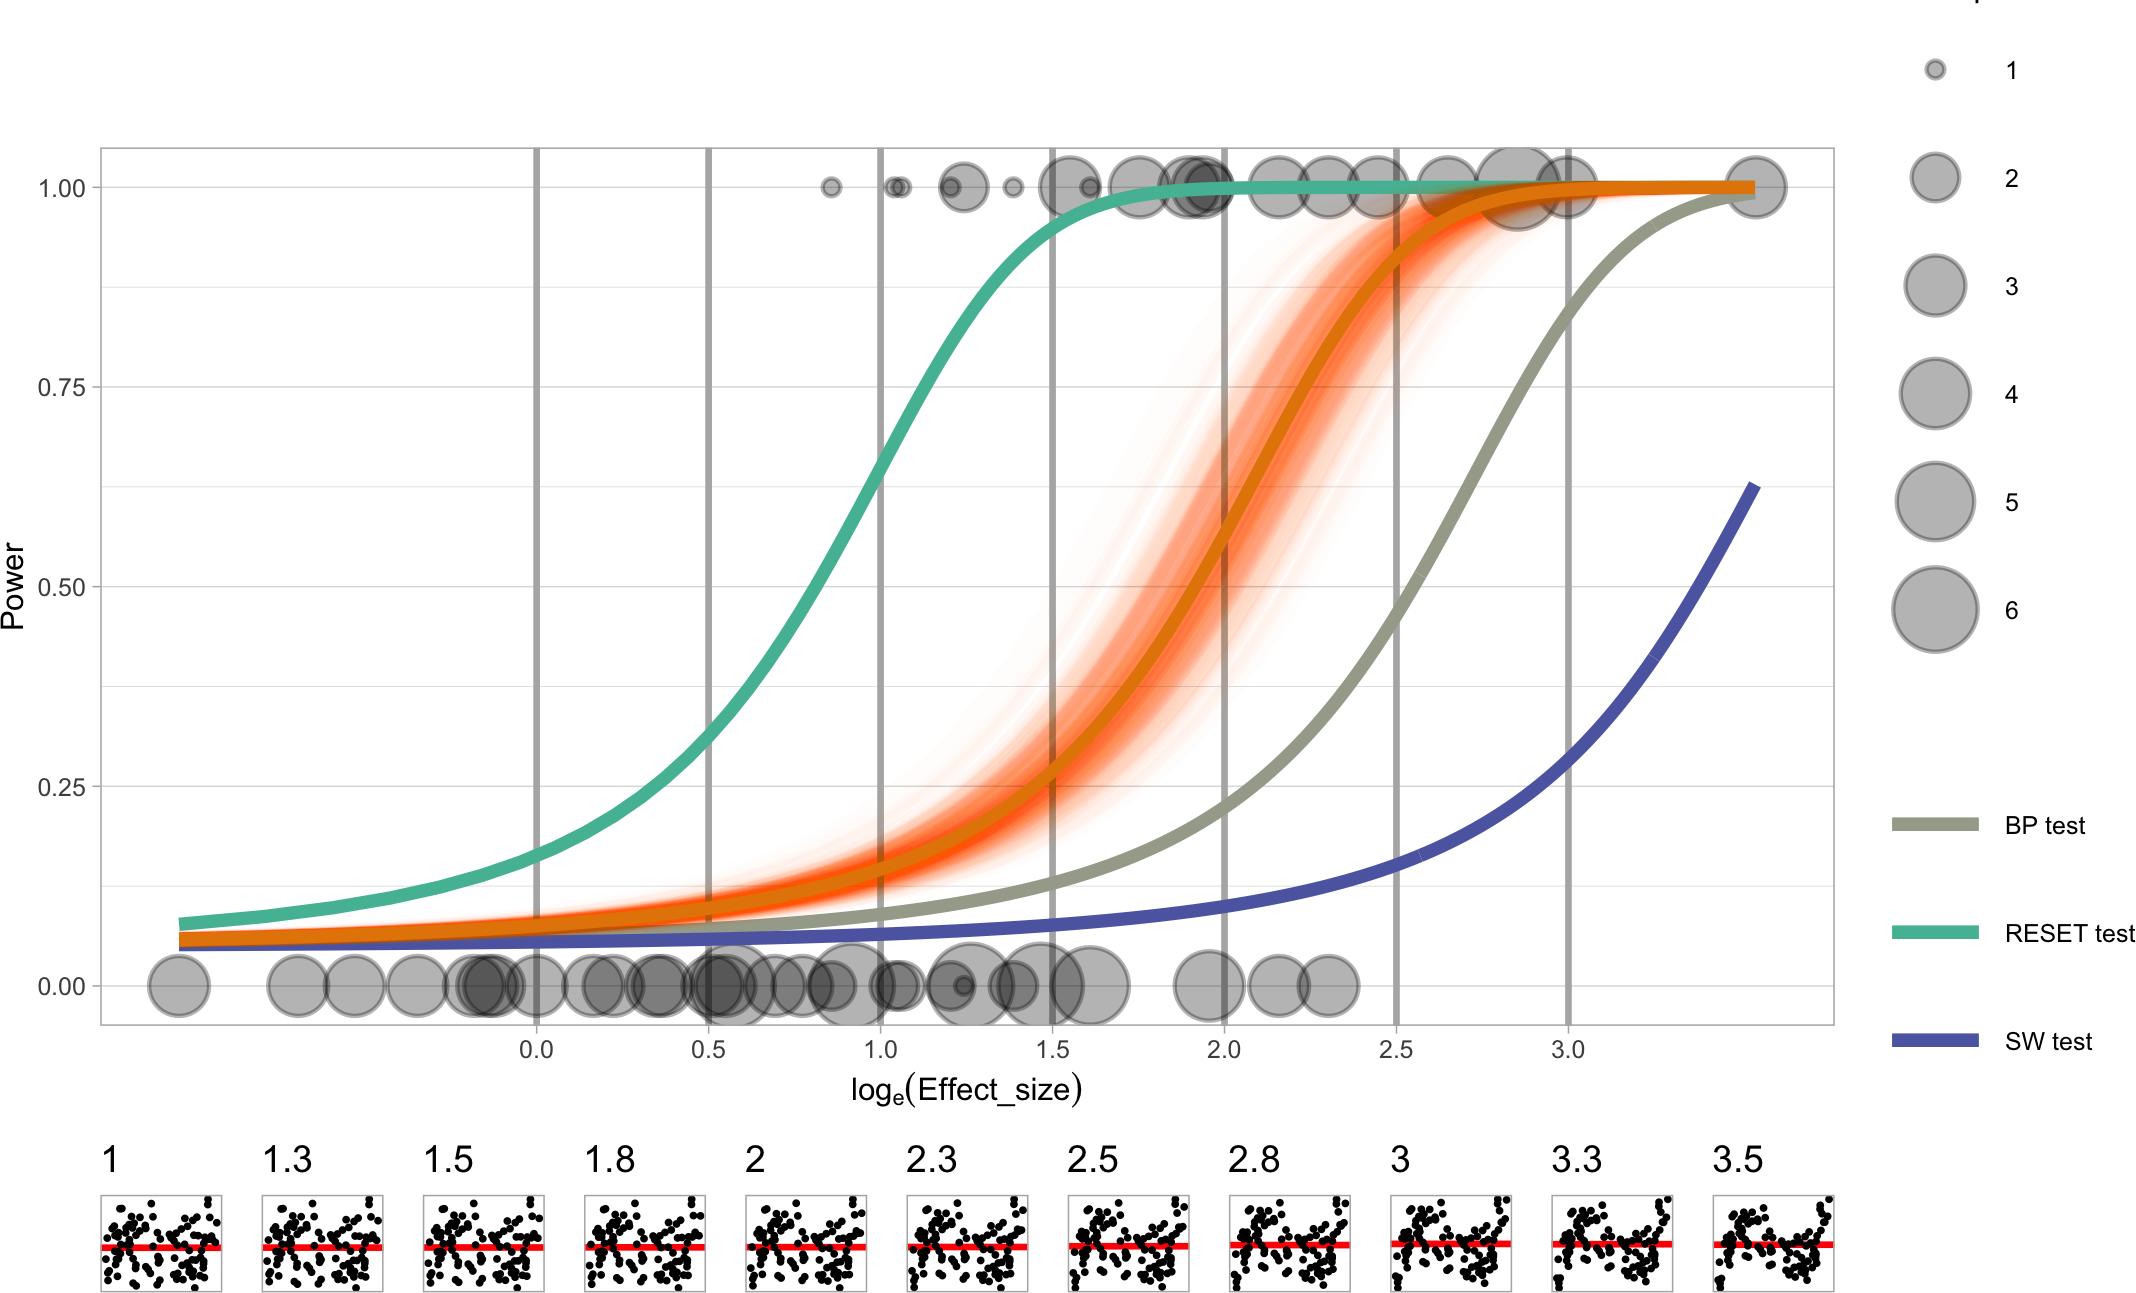 1
2
3
4
5
6
1.00
0.75
0.50
0.25
0.00
Power
0.0 0.5 1.0 1.5 2.0 2.5 3.0
logₑ(Effect_size)
BP test
RESET test
SW test
1 1.3 1.5 1.8 2 2.3 2.5 2.8 3 3.3 3.5